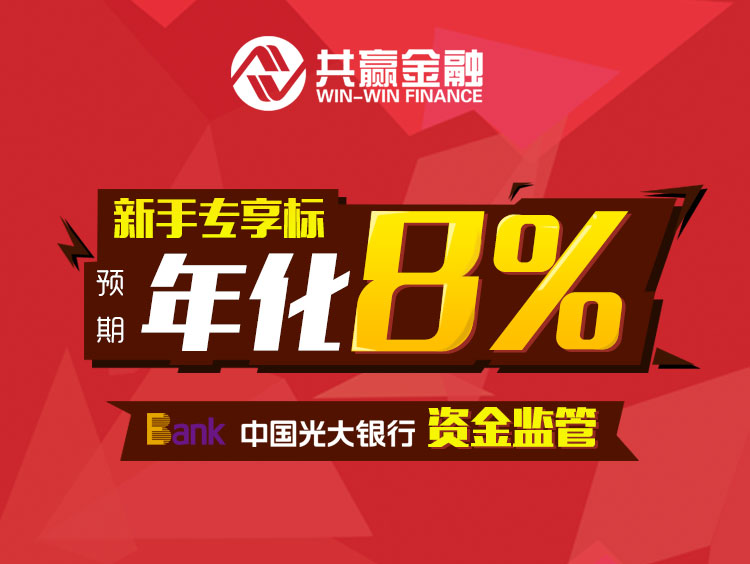 共赢金融
WIN-WIN FINANCE
新手专享标
预期 年化8%
Bank 中国光大银行 资金监管